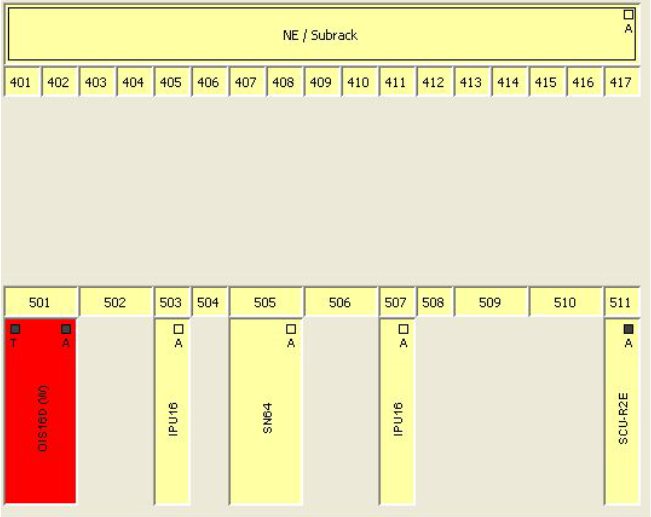 NE / Subrack
A
401 402 403 404 405 406 407 408 409 410 411 412 413 414 415 416 417
501 502 503 504 505 506 507 508 509 510 511
T A A A A A
OIS16D (W) IPU16 SN64 IPU16 SCU-R2E